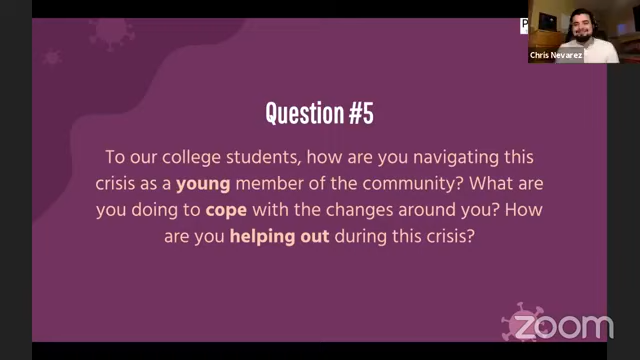 Chris Nevarez
Question #5
To our college students, how are you navigating this
crisis as a young member of the community? What are
you doing to cope with the changes around you? How
are you helping out during this crisis?
zoom